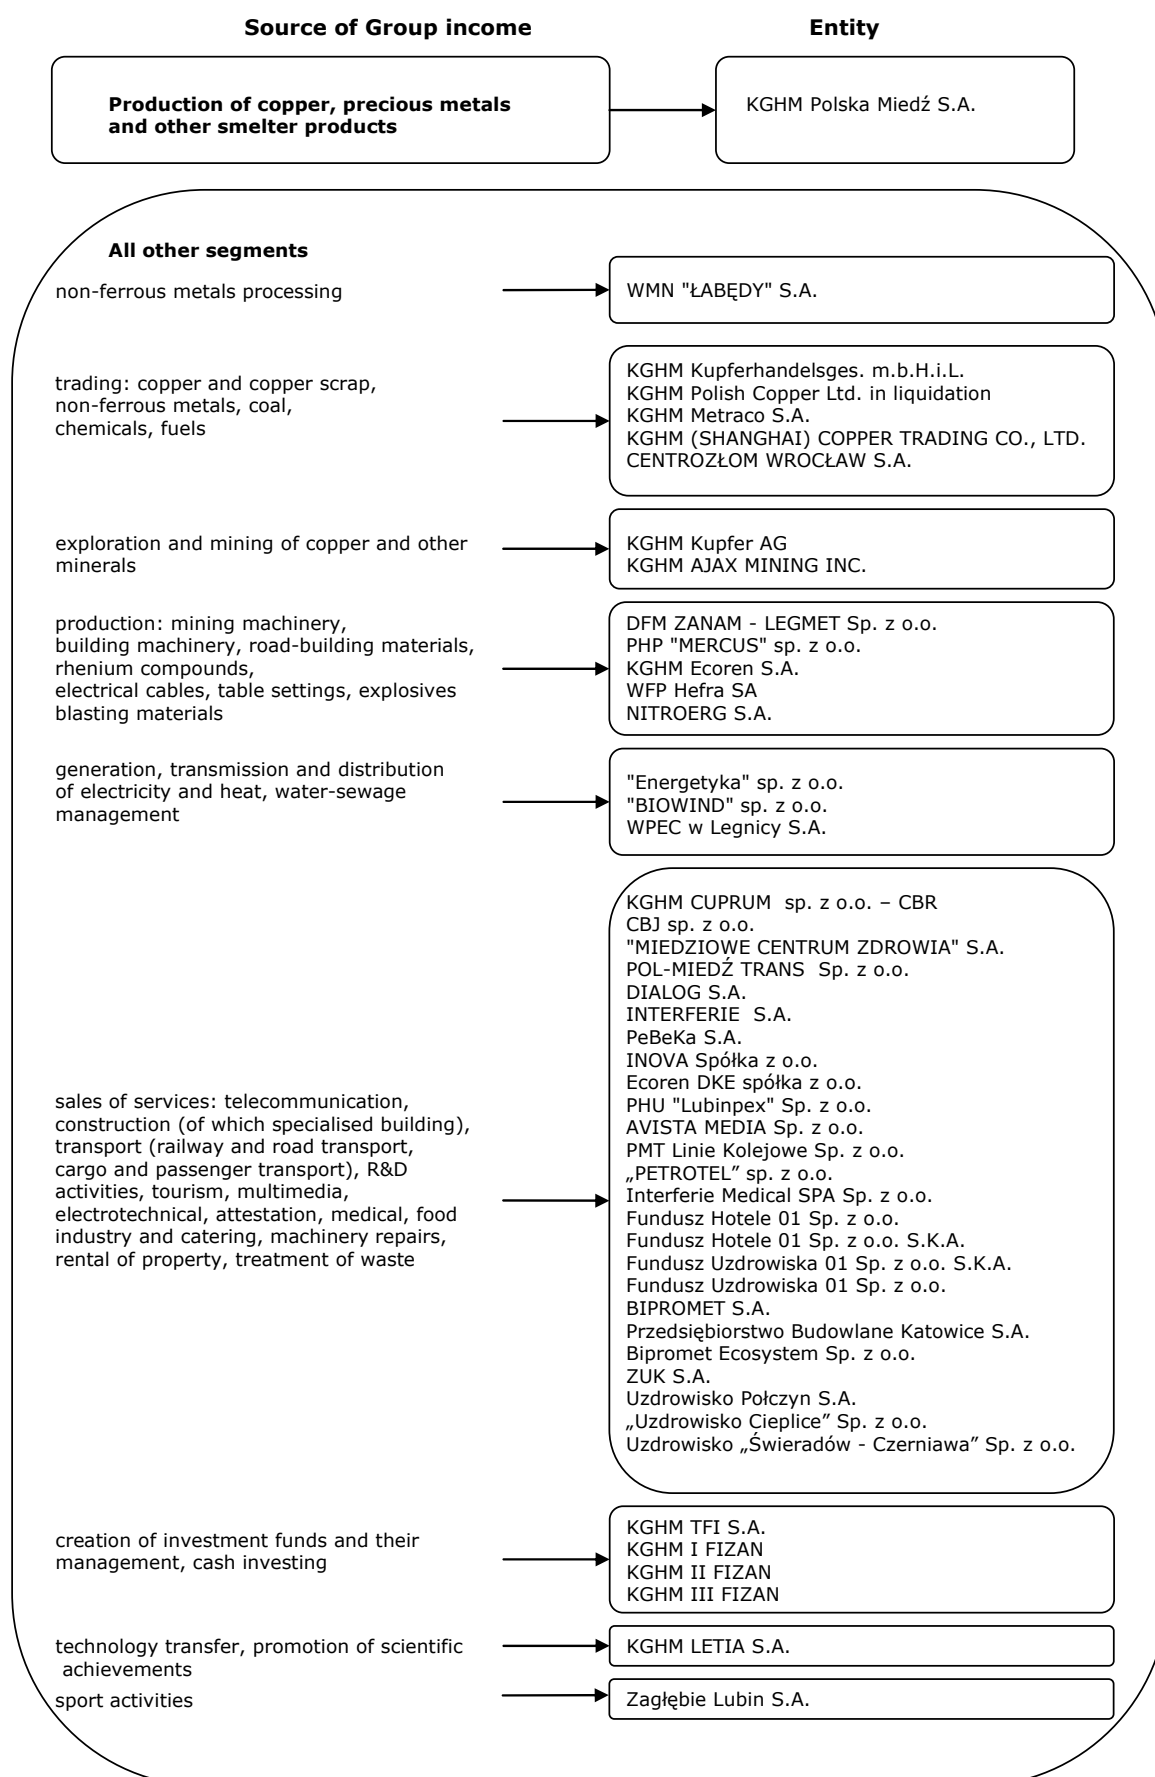 Source of Group income
Entity
Production of copper, precious metals
and other smelter products
KGHM Polska Miedź S.A.
All other segments
non-ferrous metals processing
WMN "ŁABĘDY" S.A.
trading: copper and copper scrap,
non-ferrous metals, coal,
chemicals, fuels
KGHM Kupferhandelsges. m.b.H.i.L.
KGHM Polish Copper Ltd. in liquidation
KGHM Metraco S.A.
KGHM (SHANGHAI) COPPER TRADING CO., LTD.
CENTROZŁOM WROCŁAW S.A.
exploration and mining of copper and other
minerals
KGHM Kupfer AG
KGHM AJAX MINING INC.
production: mining machinery,
building machinery, road-building materials,
rhenium compounds,
electrical cables, table settings, explosives
blasting materials
DFM ZANAM - LEGMET Sp. z o.o.
PHP "MERCUS" sp. z o.o.
KGHM Ecoren S.A.
WFP Hefra SA
NITROERG S.A.
generation, transmission and distribution
of electricity and heat, water-sewage
management
"Energetyka" sp. z o.o.
"BIOWIND" sp. z o.o.
WPEC w Legnicy S.A.
sales of services: telecommunication,
construction (of which specialised building),
transport (railway and road transport,
cargo and passenger transport), R&D
activities, tourism, multimedia,
electrotechnical, attestation, medical, food
industry and catering, machinery repairs,
rental of property, treatment of waste
KGHM CUPRUM sp. z o.o. – CBR
CBJ sp. z o.o.
"MIEDZIOWE CENTRUM ZDROWIA" S.A.
POL-MIEDŹ TRANS Sp. z o.o.
DIALOG S.A.
INTERFERIE S.A.
PeBeKa S.A.
INOVA Spółka z o.o.
Ecoren DKE spółka z o.o.
PHU "Lubinpex" Sp. z o.o.
AVISTA MEDIA Sp. z o.o.
PMT Linie Kolejowe Sp. z o.o.
„PETROTEL” sp. z o.o.
Interferie Medical SPA Sp. z o.o.
Fundusz Hotele 01 Sp. z o.o.
Fundusz Hotele 01 Sp. z o.o. S.K.A.
Fundusz Uzdrowiska 01 Sp. z o.o. S.K.A.
Fundusz Uzdrowiska 01 Sp. z o.o.
BIPROMET S.A.
Przedsiębiorstwo Budowlane Katowice S.A.
Bipromet Ecosystem Sp. z o.o.
ZUK S.A.
Uzdrowisko Połczyn S.A.
„Uzdrowisko Cieplice” Sp. z o.o.
Uzdrowisko „Świeradów - Czerniawa” Sp. z o.o.
creation of investment funds and their
management, cash investing
KGHM TFI S.A.
KGHM I FIZAN
KGHM II FIZAN
KGHM III FIZAN
technology transfer, promotion of scientific
achievements
KGHM LETIA S.A.
sport activities
Zagłębie Lubin S.A.